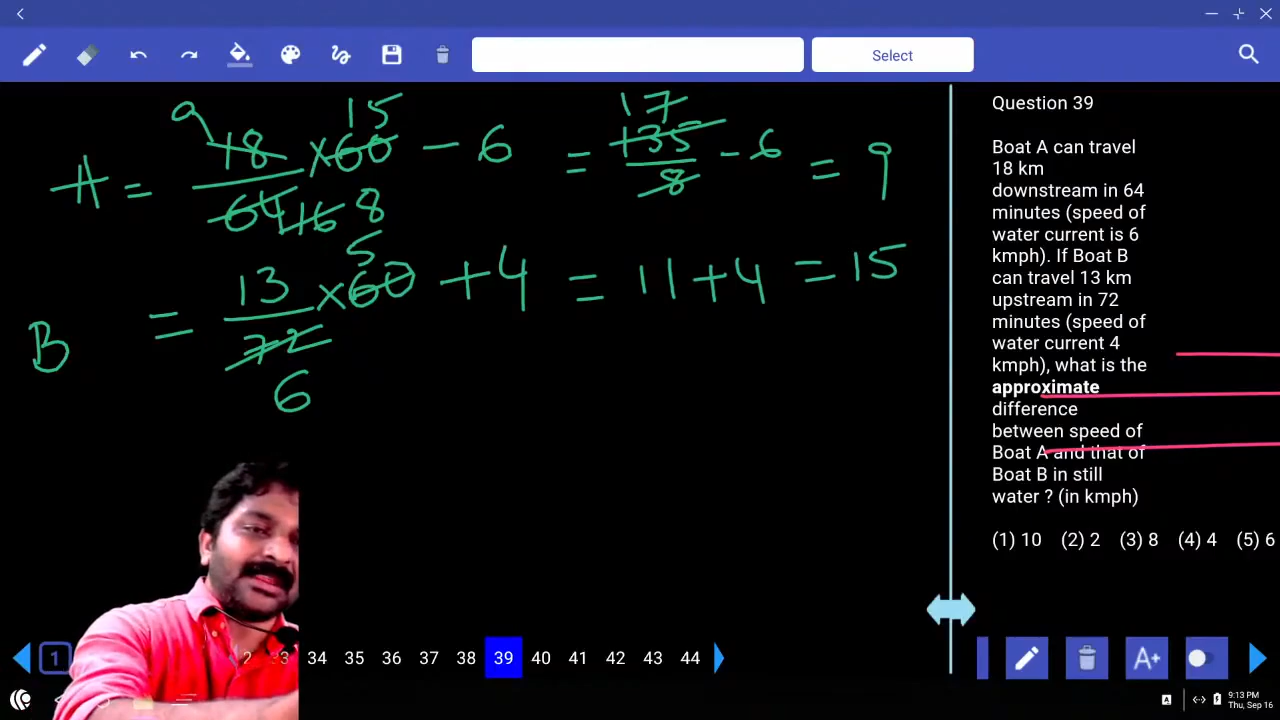 Select
Question 39
Boat A can travel
18 km
downstream in 64
minutes (speed of
water current is 6
kmph). If Boat B
can travel 13 km
upstream in 72
minutes (speed of
water current 4
kmph), what is the
approximate
difference
between speed of
Boat A and that of
Boat B in still
water ? (in kmph)
(1) 10 (2) 2 (3) 8 (4) 4 (5) 6
9 15 17
A = 18/64 × 60 - 6 = 135/8 - 6 = 9
16 8
5
B = 13/72 × 60 + 4 = 11 + 4 = 15
6
1 2 33 34 35 36 37 38 39 40 41 42 43 44
A+
A
9:13 PM
Thu, Sep 16